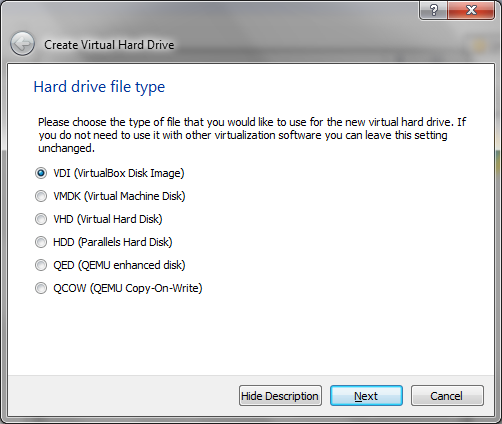 Create Virtual Hard Drive
Hard drive file type
Please choose the type of file that you would like to use for the new virtual hard drive. If
you do not need to use it with other virtualization software you can leave this setting
unchanged.
VDI (VirtualBox Disk Image)
VMDK (Virtual Machine Disk)
VHD (Virtual Hard Disk)
HDD (Parallels Hard Disk)
QED (QEMU enhanced disk)
QCOW (QEMU Copy-On-Write)
Hide Description Next Cancel